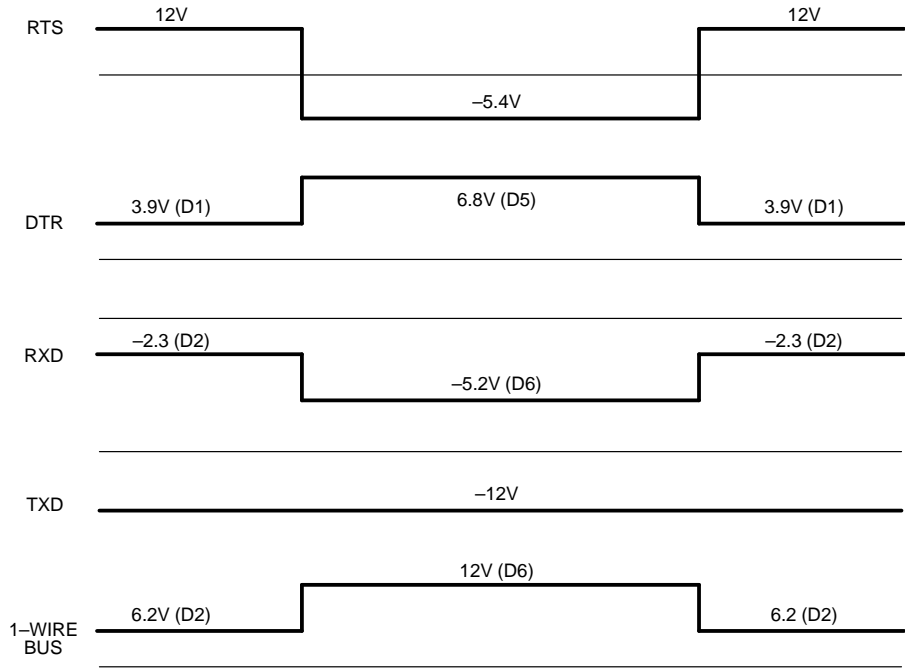 12V 12V
RTS
–5.4V
3.9V (D1) 6.8V (D5) 3.9V (D1)
DTR
–2.3 (D2) –2.3 (D2)
RXD
–5.2V (D6)
–12V
TXD
12V (D6)
6.2V (D2) 6.2 (D2)
1–WIRE
BUS